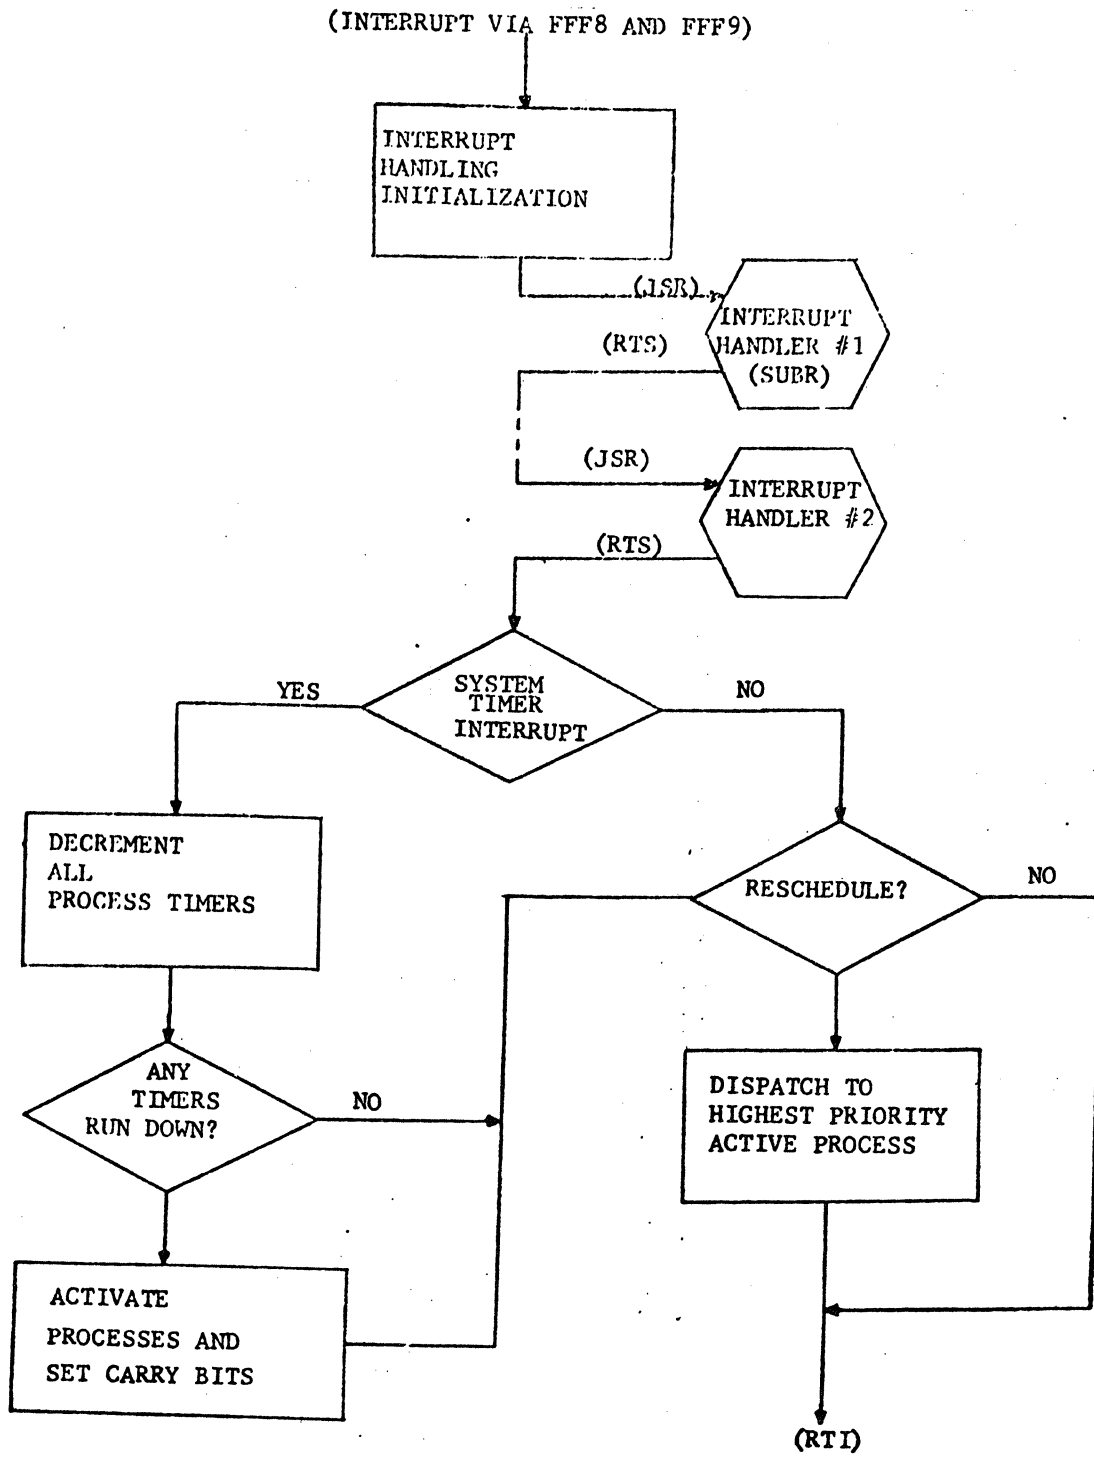 (INTERRUPT VIA FFF8 AND FFF9)
INTERRUPT
HANDLING
INITIALIZATION
(JSR)
INTERRUPT
HANDLER #1
(SUBR)
(RTS)
(JSR)
INTERRUPT
HANDLER #2
(RTS)
SYSTEM
TIMER
INTERRUPT
YES
NO
DECREMENT
ALL
PROCESS TIMERS
RESCHEDULE?
NO
ANY
TIMERS
RUN DOWN?
NO
DISPATCH TO
HIGHEST PRIORITY
ACTIVE PROCESS
ACTIVATE
PROCESSES AND
SET CARRY BITS
(RTI)